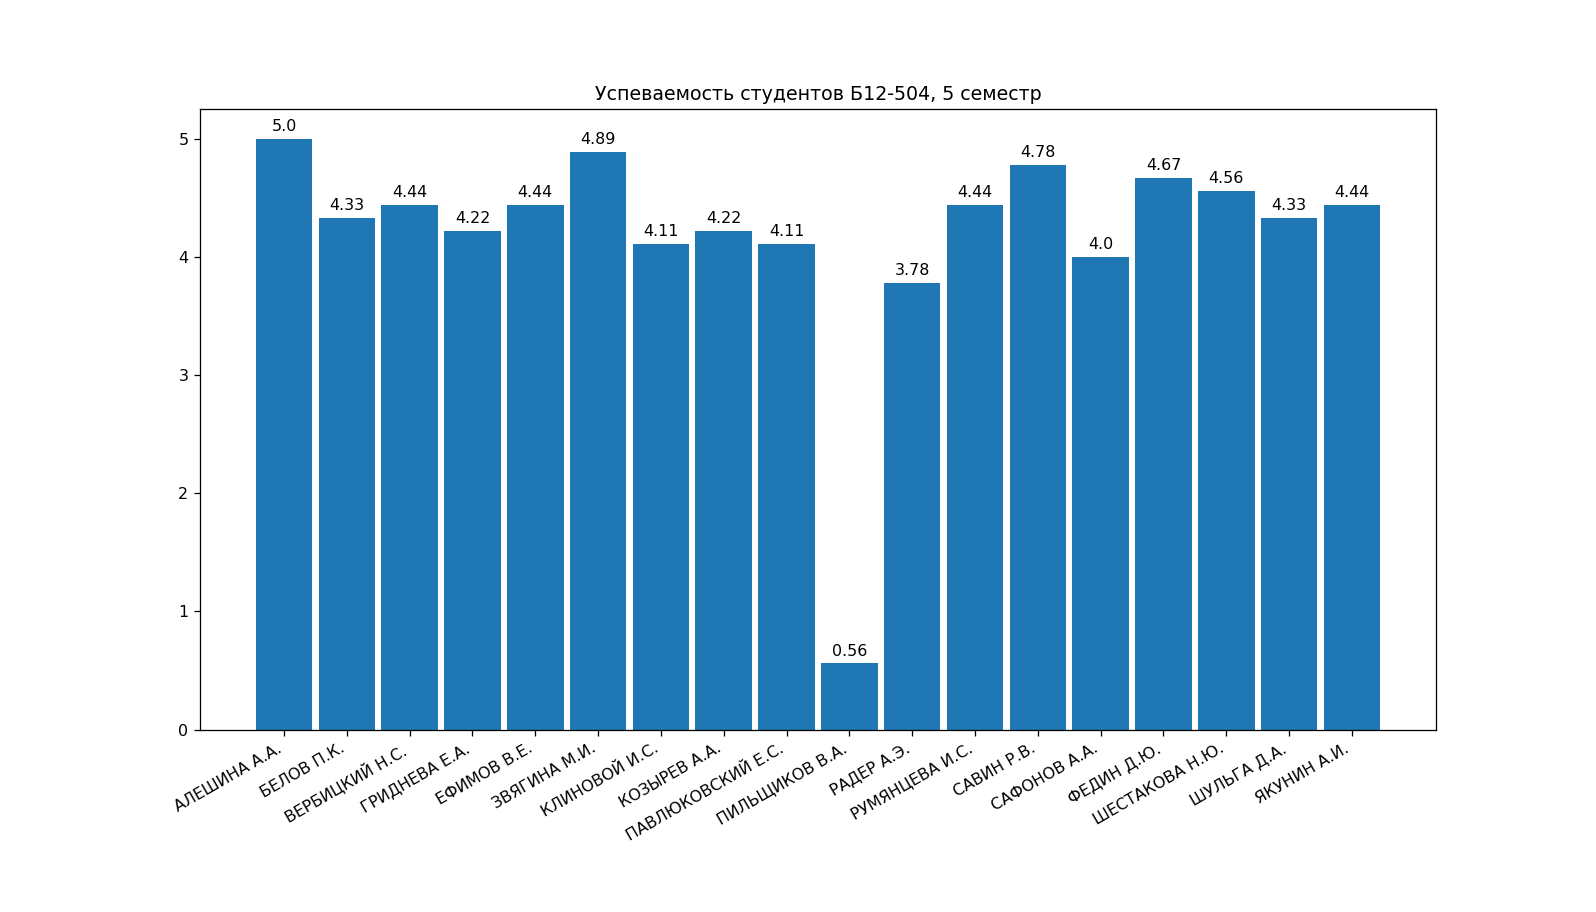 Успеваемость студентов Б12-504, 5 семестр
5.0
4.33
4.44
4.22
4.44
4.89
4.11
4.22
4.11
0.56
3.78
4.44
4.78
4.0
4.67
4.56
4.33
4.44
5
4
3
2
1
0
АЛЕШИНА А.А.
БЕЛОВ П.К.
ВЕРБИЦКИЙ Н.С.
ГРИДНЕВА Е.А.
ЕФИМОВ В.Е.
ЗВЯГИНА М.И.
КЛИНОВОЙ И.С.
КОЗЫРЕВ А.А.
ПАВЛЮКОВСКИЙ Е.С.
ПИЛЬЩИКОВ В.А.
РАДЕР А.Э.
РУМЯНЦЕВА И.С.
САВИН Р.В.
САФОНОВ А.А.
ФЕДИН Д.Ю.
ШЕСТАКОВА Н.Ю.
ШУЛЬГА Д.А.
ЯКУНИН А.И.